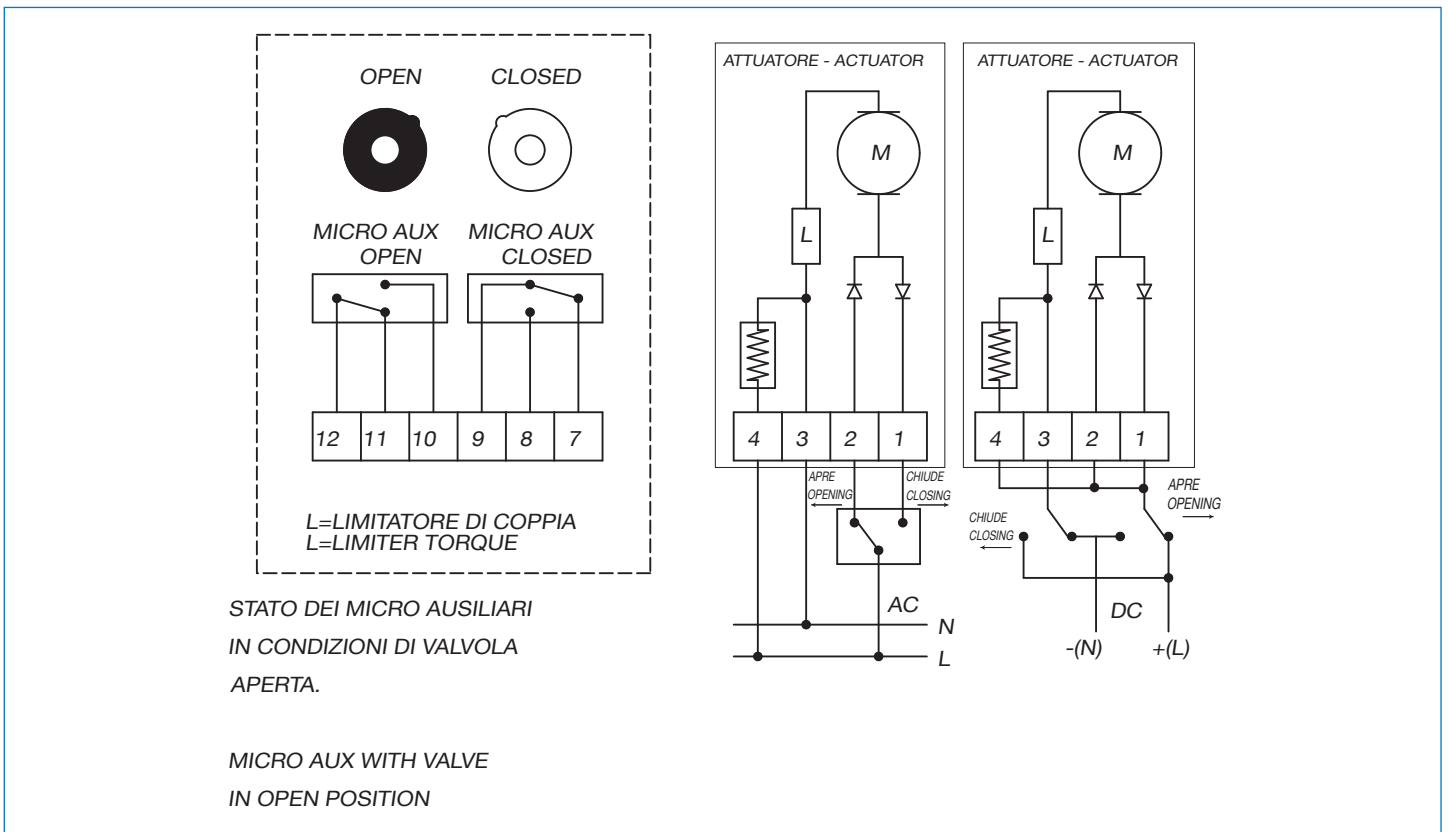 OPEN CLOSED
MICRO AUX OPEN
MICRO AUX CLOSED
12 11 10 9 8 7
L=LIMITATORE DI COPPIA
L=LIMITER TORQUE
STATO DEI MICRO AUSILIARI
IN CONDIZIONI DI VALVOLA
APERTA.
MICRO AUX WITH VALVE
IN OPEN POSITION
ATTUATORE - ACTUATOR
M
L
4 3 2 1
APRE
OPENING
CHIUDE
CLOSING
AC
N
L
ATTUATORE - ACTUATOR
M
L
4 3 2 1
CHIUDE
CLOSING
APRE
OPENING
DC
-(N) +(L)